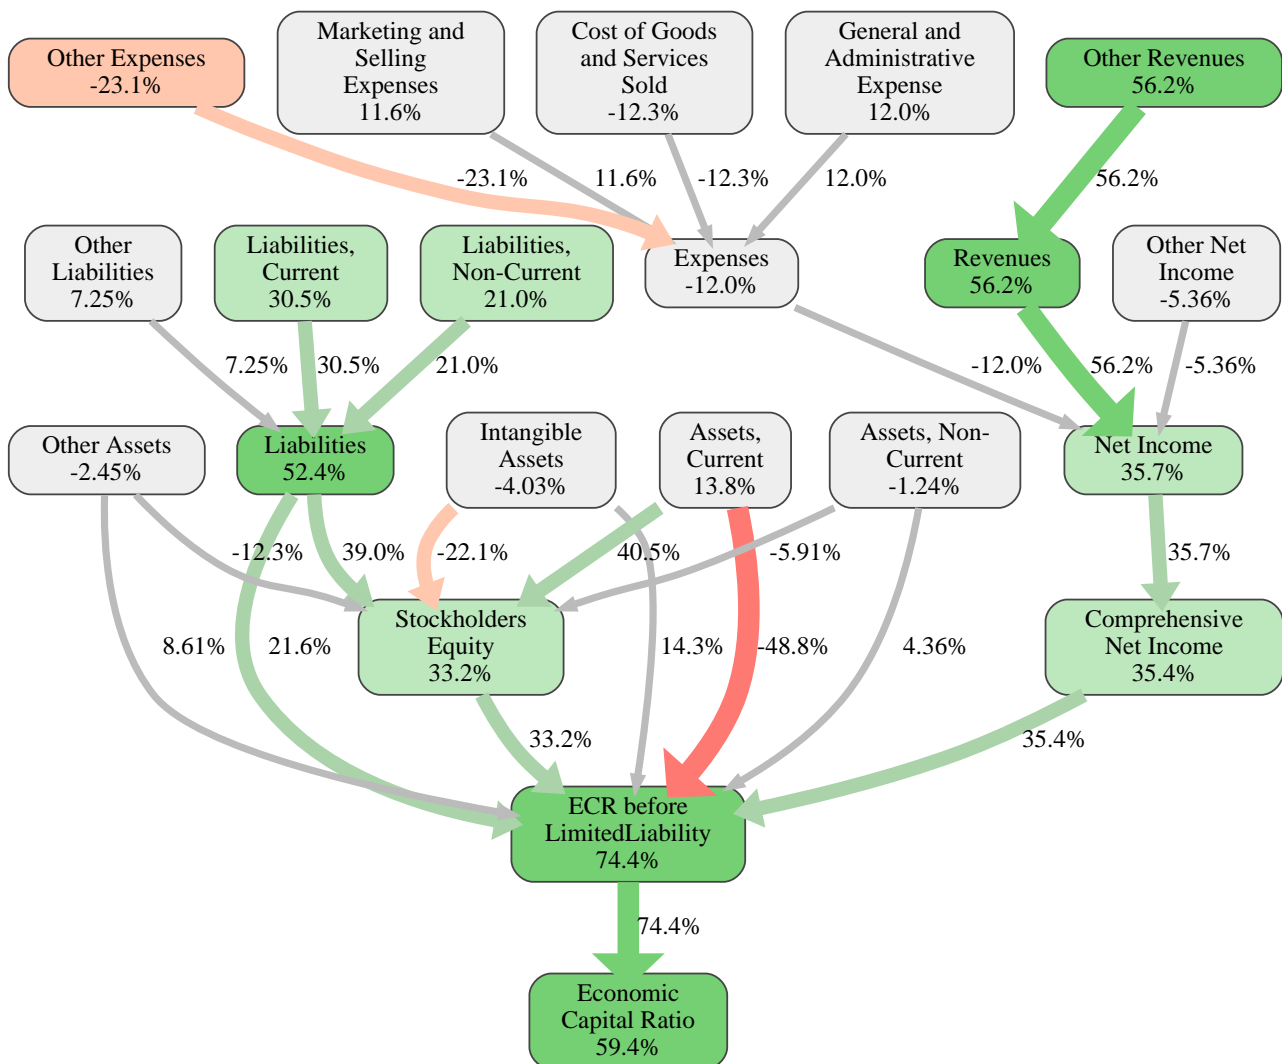 Other Expenses
-23.1%
Marketing and
Selling
Expenses
11.6%
Cost of Goods
and Services
Sold
-12.3%
General and
Administrative
Expense
12.0%
Other Revenues
56.2%
-23.1%
11.6%
-12.3%
12.0%
56.2%
Other
Liabilities
7.25%
Liabilities,
Current
30.5%
Liabilities,
Non-Current
21.0%
Expenses
-12.0%
Revenues
56.2%
Other Net
Income
-5.36%
7.25%
30.5%
21.0%
-12.0%
56.2%
-5.36%
Other Assets
-2.45%
Liabilities
52.4%
Intangible
Assets
-4.03%
Assets,
Current
13.8%
Assets, Non-
Current
-1.24%
Net Income
35.7%
-12.3%
39.0%
-22.1%
40.5%
-5.91%
35.7%
Stockholders
Equity
33.2%
Comprehensive
Net Income
35.4%
8.61%
21.6%
14.3%
-48.8%
4.36%
33.2%
35.4%
ECR before
LimitedLiability
74.4%
74.4%
Economic
Capital Ratio
59.4%